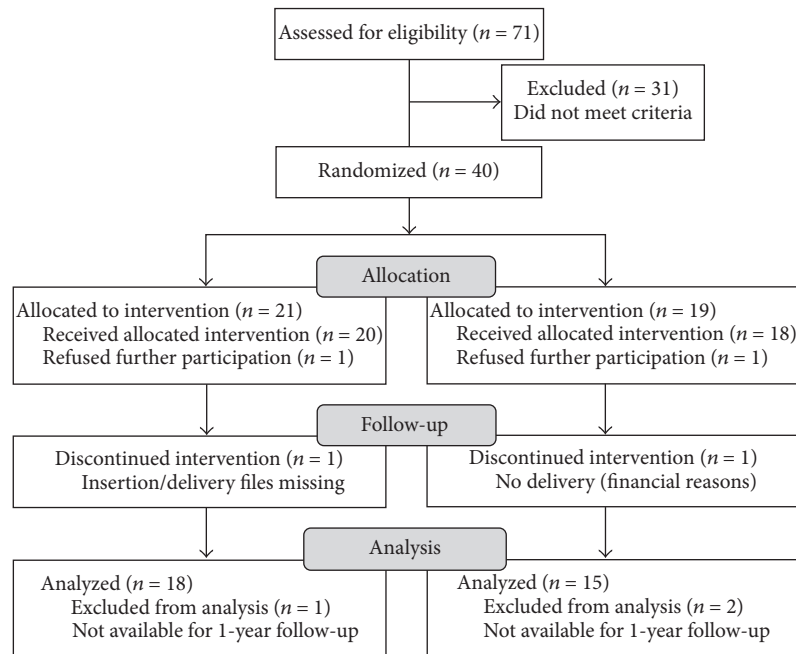 Assessed for eligibility (n = 71)
Excluded (n = 31)
Did not meet criteria
Randomized (n = 40)
Allocation
Allocated to intervention (n = 21)
Received allocated intervention (n = 20)
Refused further participation (n = 1)
Allocated to intervention (n = 19)
Received allocated intervention (n = 18)
Refused further participation (n = 1)
Follow-up
Discontinued intervention (n = 1)
Insertion/delivery files missing
Discontinued intervention (n = 1)
No delivery (financial reasons)
Analysis
Analyzed (n = 18)
Excluded from analysis (n = 1)
Not available for 1-year follow-up
Analyzed (n = 15)
Excluded from analysis (n = 2)
Not available for 1-year follow-up